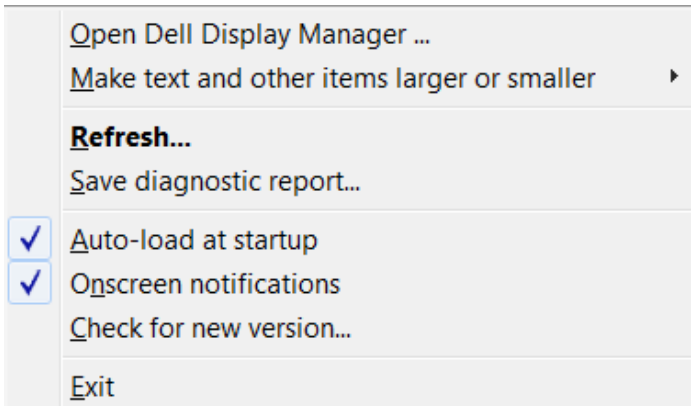 Open Dell Display Manager ...
Make text and other items larger or smaller
Refresh...
Save diagnostic report...
Auto-load at startup
Onscreen notifications
Check for new version...
Exit